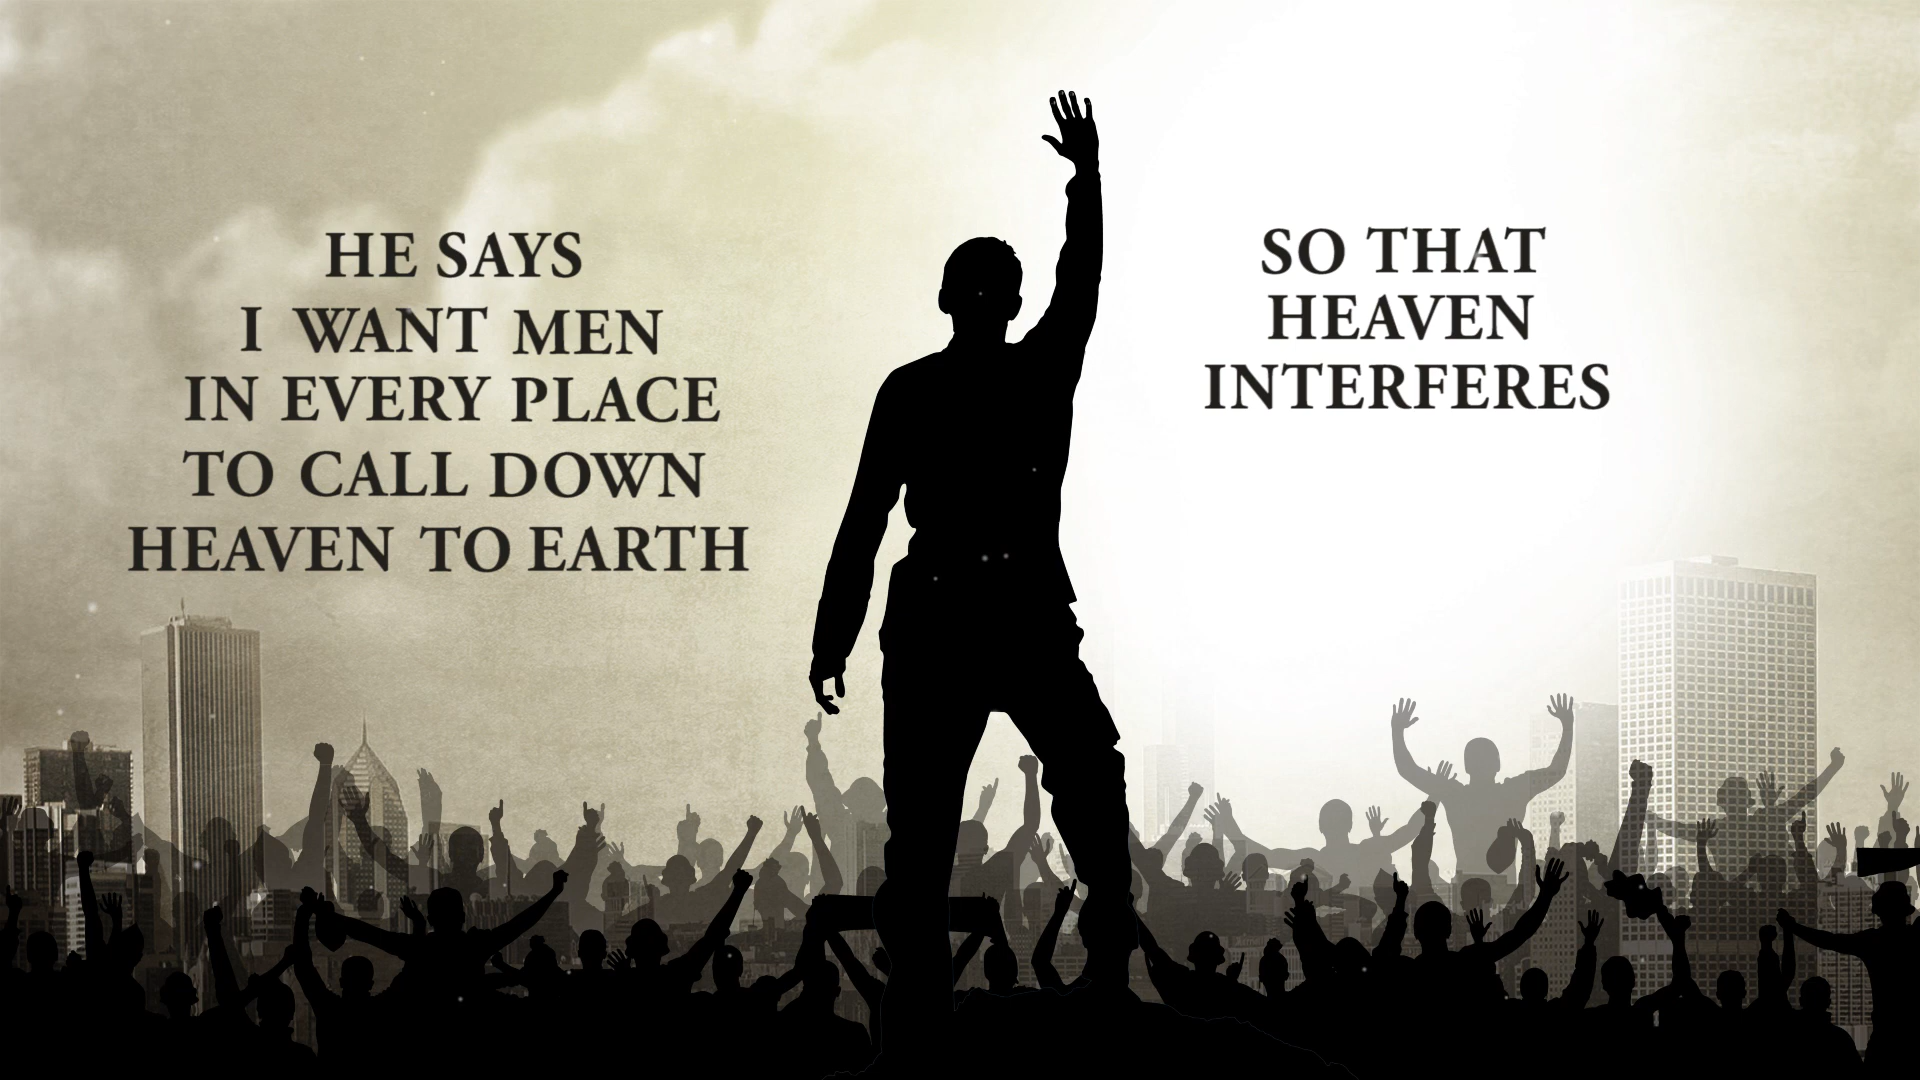 HE SAYS
I WANT MEN
IN EVERY PLACE
TO CALL DOWN
HEAVEN TO EARTH
SO THAT
HEAVEN
INTERFERES